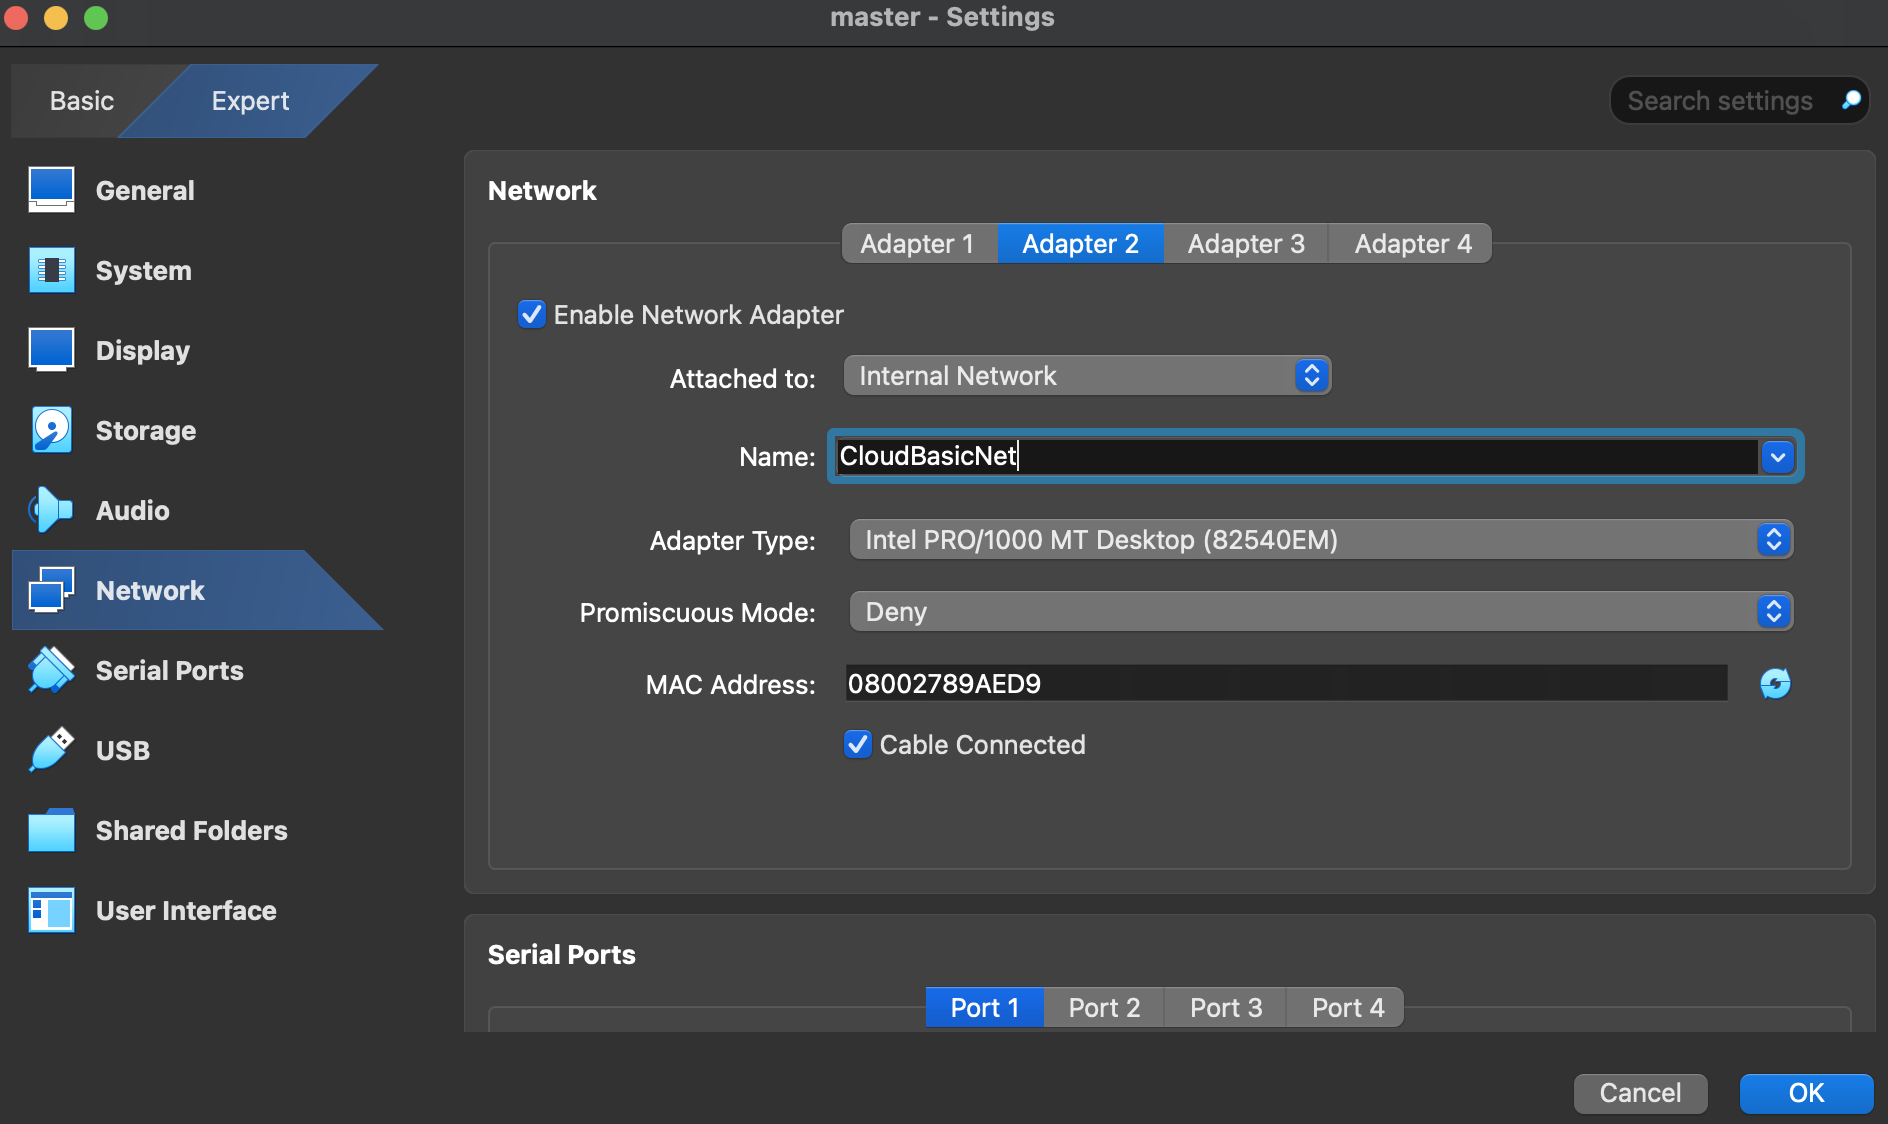 master - Settings
Basic
Expert
Search settings
General
System
Display
Storage
Audio
Network
Serial Ports
USB
Shared Folders
User Interface
Network
Adapter 1
Adapter 2
Adapter 3
Adapter 4
Enable Network Adapter
Attached to: Internal Network
Name: CloudBasicNet
Adapter Type: Intel PRO/1000 MT Desktop (82540EM)
Promiscuous Mode: Deny
MAC Address: 08002789AED9
Cable Connected
Serial Ports
Port 1
Port 2
Port 3
Port 4
Cancel
OK